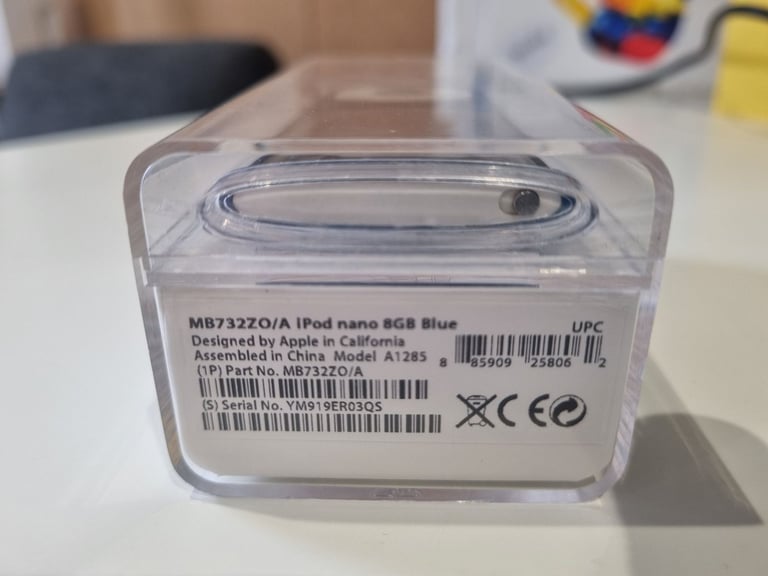 MB732ZO/A iPod nano 8GB Blue
Designed by Apple in California
Assembled in China Model A1285
(1P) Part No. MB732ZO/A
(S) Serial No. YM919ER03QS
UPC
8 85909 25806 2
CE